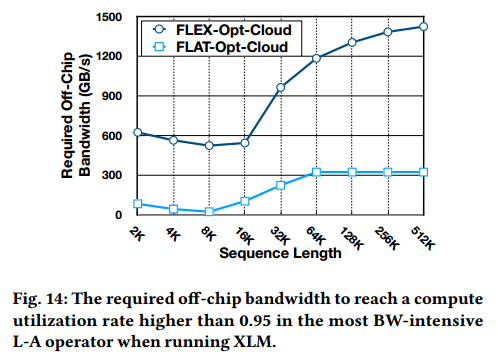 1500
1200
900
600
300
0
Required Off-Chip
Bandwidth (GB/s)
FLEX-Opt-Cloud
FLAT-Opt-Cloud
2K 4K 8K 16K 32K 64K 128K 256K 512K
Sequence Length
Fig. 14: The required off-chip bandwidth to reach a compute
utilization rate higher than 0.95 in the most BW-intensive
L-A operator when running XLM.